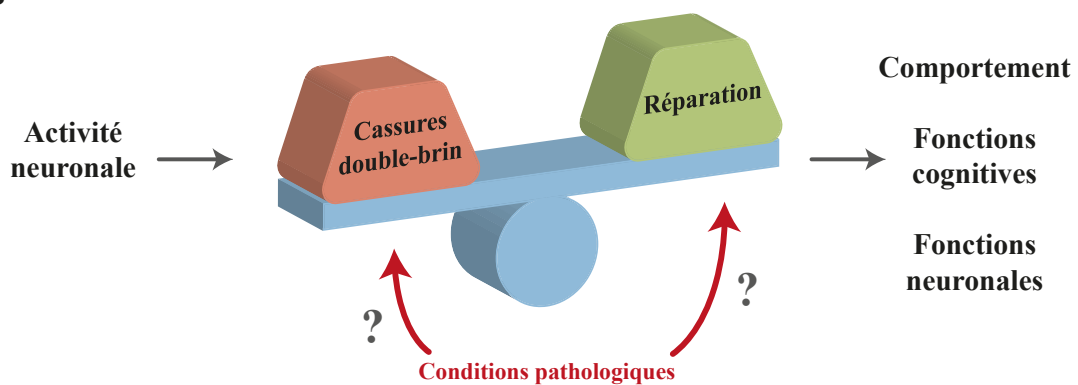 Activité
neuronale
Cassures
double-brin
Réparation
Comportement
Fonctions
cognitives
Fonctions
neuronales
?
?
Conditions pathologiques